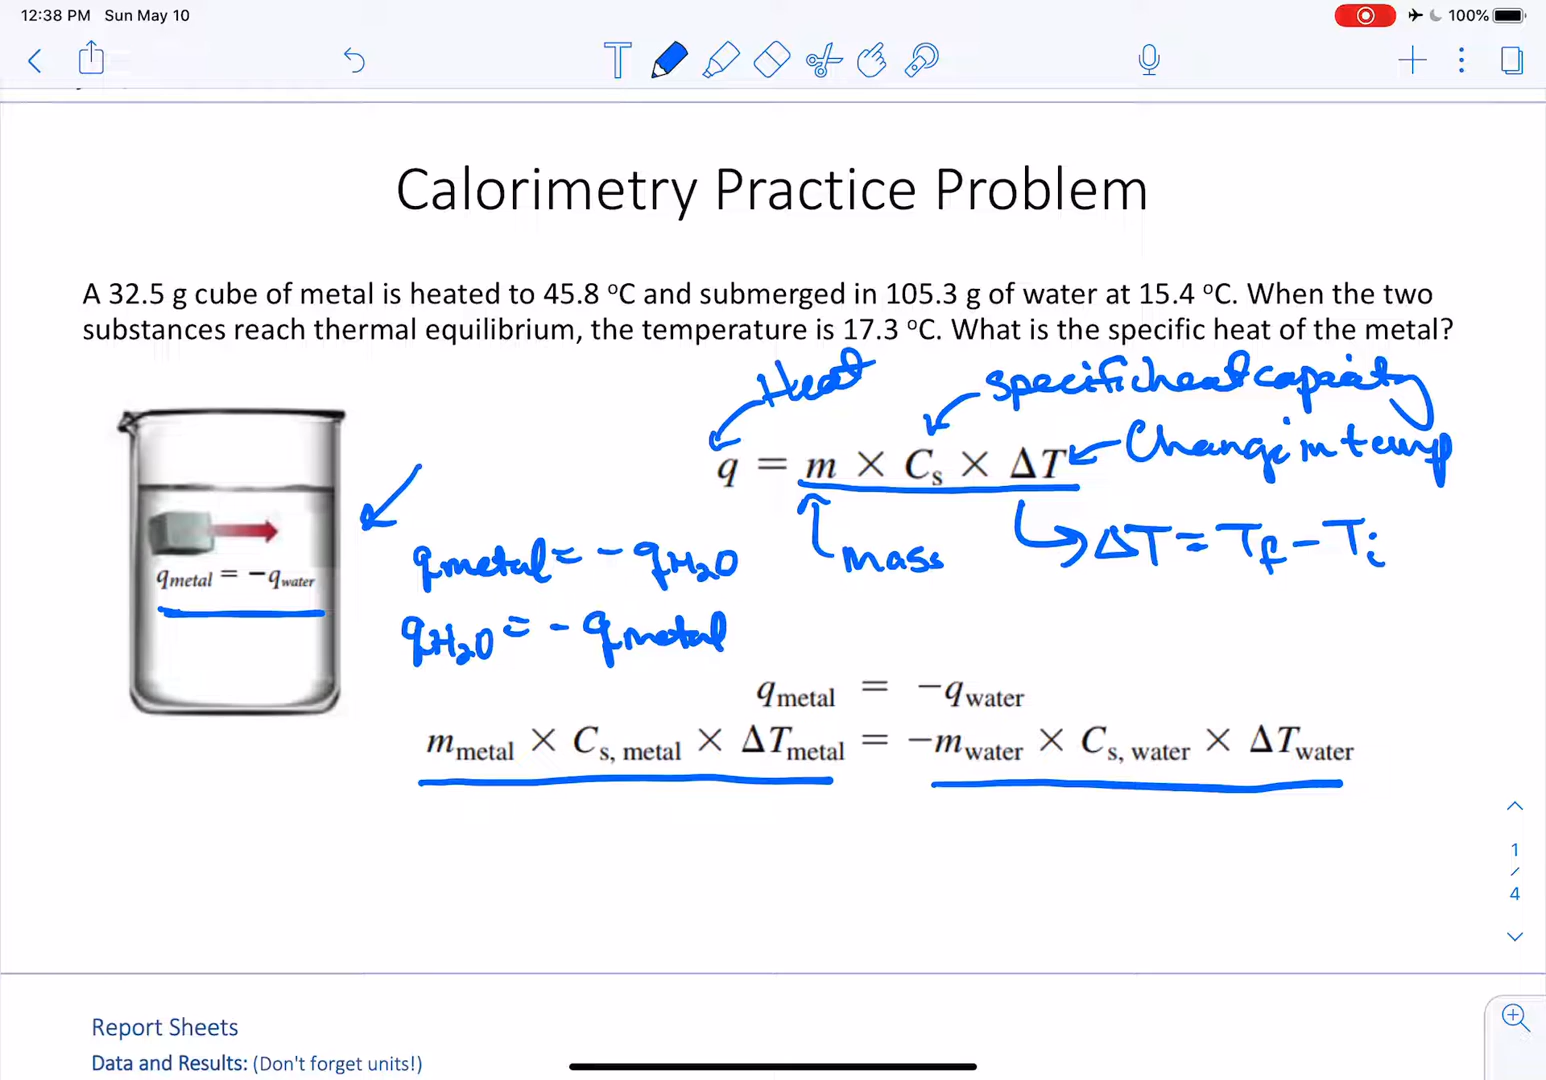 12:38 PM Sun May 10
100%
Calorimetry Practice Problem
A 32.5 g cube of metal is heated to 45.8 °C and submerged in 105.3 g of water at 15.4 °C. When the two
substances reach thermal equilibrium, the temperature is 17.3 °C. What is the specific heat of the metal?
Heat
specific heat capacity
q = m × Cs × ΔT
Change in temp
mass
ΔT = Tf - Ti
qmetal = -qwater
qmetal = - qH2O
qH2O = - qmetal
qmetal = −qwater
mmetal × Cs, metal × ΔTmetal = −mwater × Cs, water × ΔTwater
1
/
4
Report Sheets
Data and Results: (Don't forget units!)